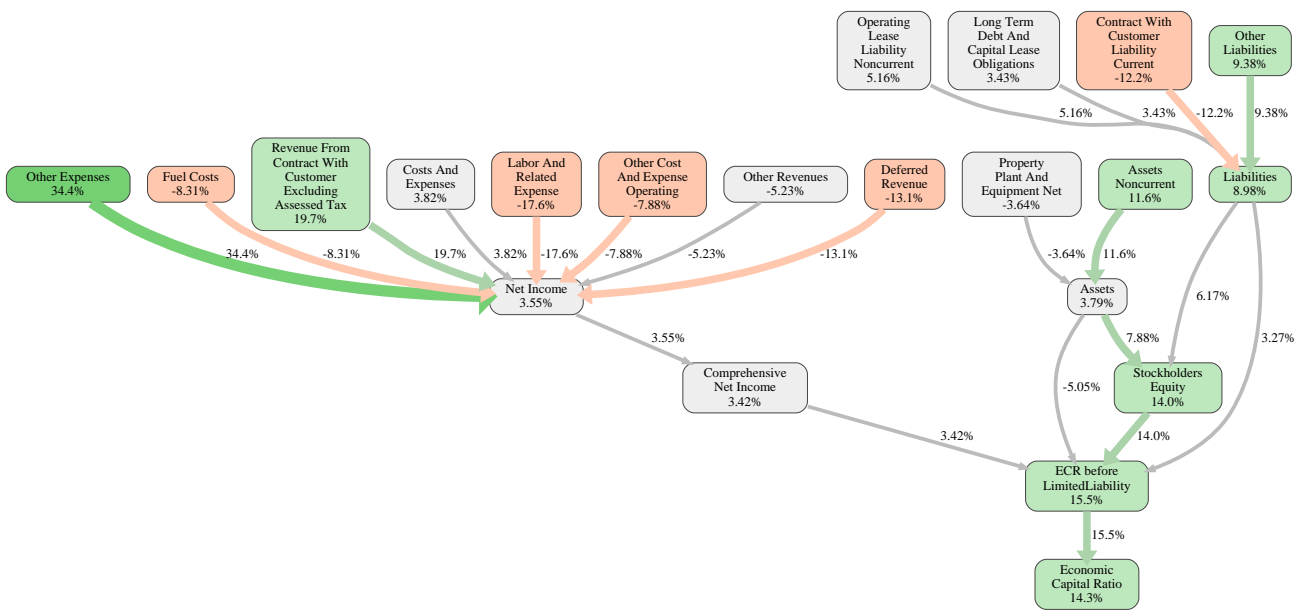 Operating
Lease
Liability
Noncurrent
5.16%
Long Term
Debt And
Capital Lease
Obligations
3.43%
Contract With
Customer
Liability
Current
-12.2%
Other
Liabilities
9.38%
5.16%
3.43%
-12.2%
9.38%
Other Expenses
34.4%
Fuel Costs
-8.31%
Revenue From
Contract With
Customer
Excluding
Assessed Tax
19.7%
Costs And
Expenses
3.82%
Labor And
Related
Expense
-17.6%
Other Cost
And Expense
Operating
-7.88%
Other Revenues
-5.23%
Deferred
Revenue
-13.1%
Property
Plant And
Equipment Net
-3.64%
Assets
Noncurrent
11.6%
Liabilities
8.98%
34.4%
-8.31%
19.7%
3.82%
-17.6%
-7.88%
-5.23%
-13.1%
-3.64%
11.6%
Net Income
3.55%
Assets
3.79%
6.17%
3.55%
7.88%
3.27%
Comprehensive
Net Income
3.42%
-5.05%
Stockholders
Equity
14.0%
3.42%
14.0%
ECR before
LimitedLiability
15.5%
15.5%
Economic
Capital Ratio
14.3%